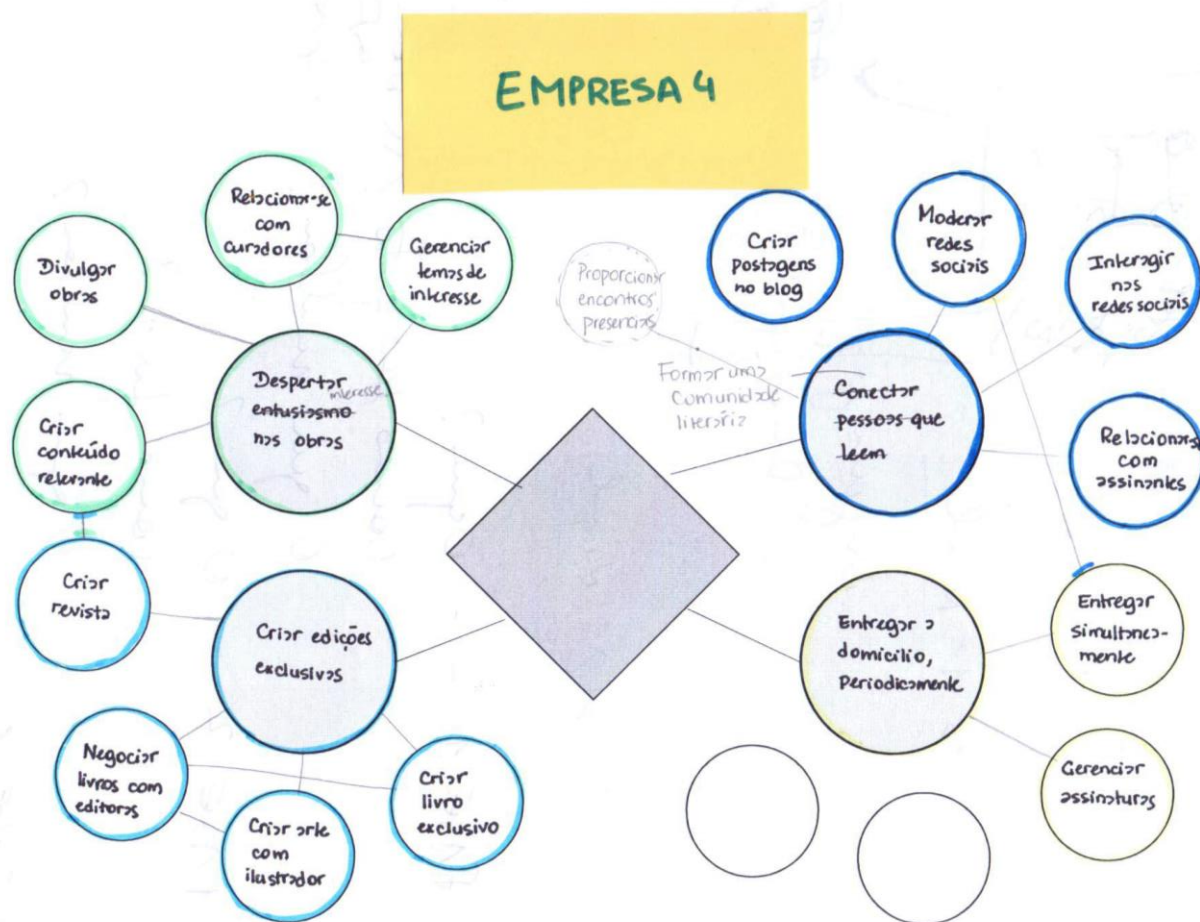 EMPRESA 4
Relacionar-se
com
curadores
Divulgar
obras
Gerenciar
temas de
interesse
Despertar
interesse
entusiasmo
nas obras
Criar
conteúdo
relevante
Proporcionar
encontros
presenciais
Criar
postagens
no blog
Moderar
redes
sociais
Interagir
nas
redes sociais
Formar uma
comunidade
literária
Conectar
pessoas que
leem
Relacionar-se
com
assinantes
Criar
revista
Criar edições
exclusivas
Negociar
livros com
editoras
Criar arte
com
ilustrador
Criar
livro
exclusivo
Entregar a
domicílio,
periodicamente
Entregar
simultanea-
mente
Gerenciar
assinaturas